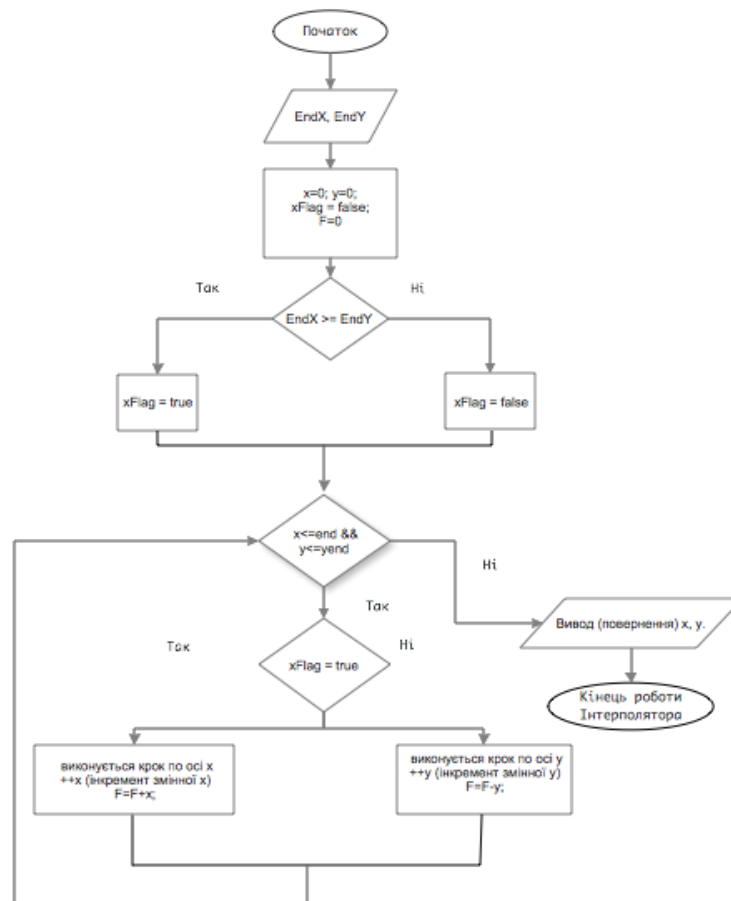 Початок
EndX, EndY
x=0; y=0;
xFlag = false;
F=0
Так
Ні
EndX >= EndY
xFlag = true
xFlag = false
x<=end &&
y<=yend
Ні
Так
Вивод (повернення) x, y.
Так
Ні
xFlag = true
Кінець роботи
Інтерполятора
виконується крок по осі x
++x (інкремент змінної x)
F=F+x;
виконується крок по осі y
++y (інкремент змінної y)
F=F-y;